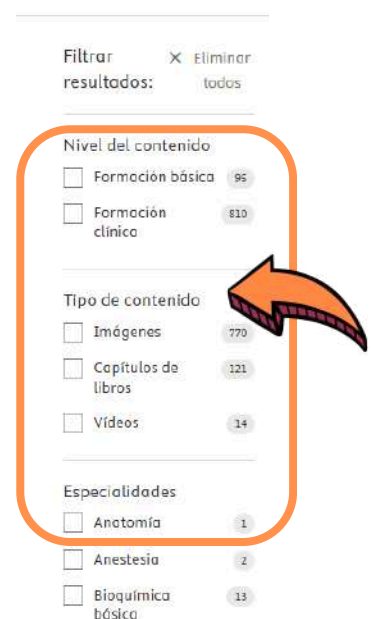 Filtrar × Eliminar
resultados: todos
Nivel del contenido
Formación básica 95
Formación 810
clínica
Tipo de contenido
Imágenes 770
Capítulos de 121
libros
Vídeos 14
Especialidades
Anatomía 1
Anestesia 2
Bioquímica 13
básica